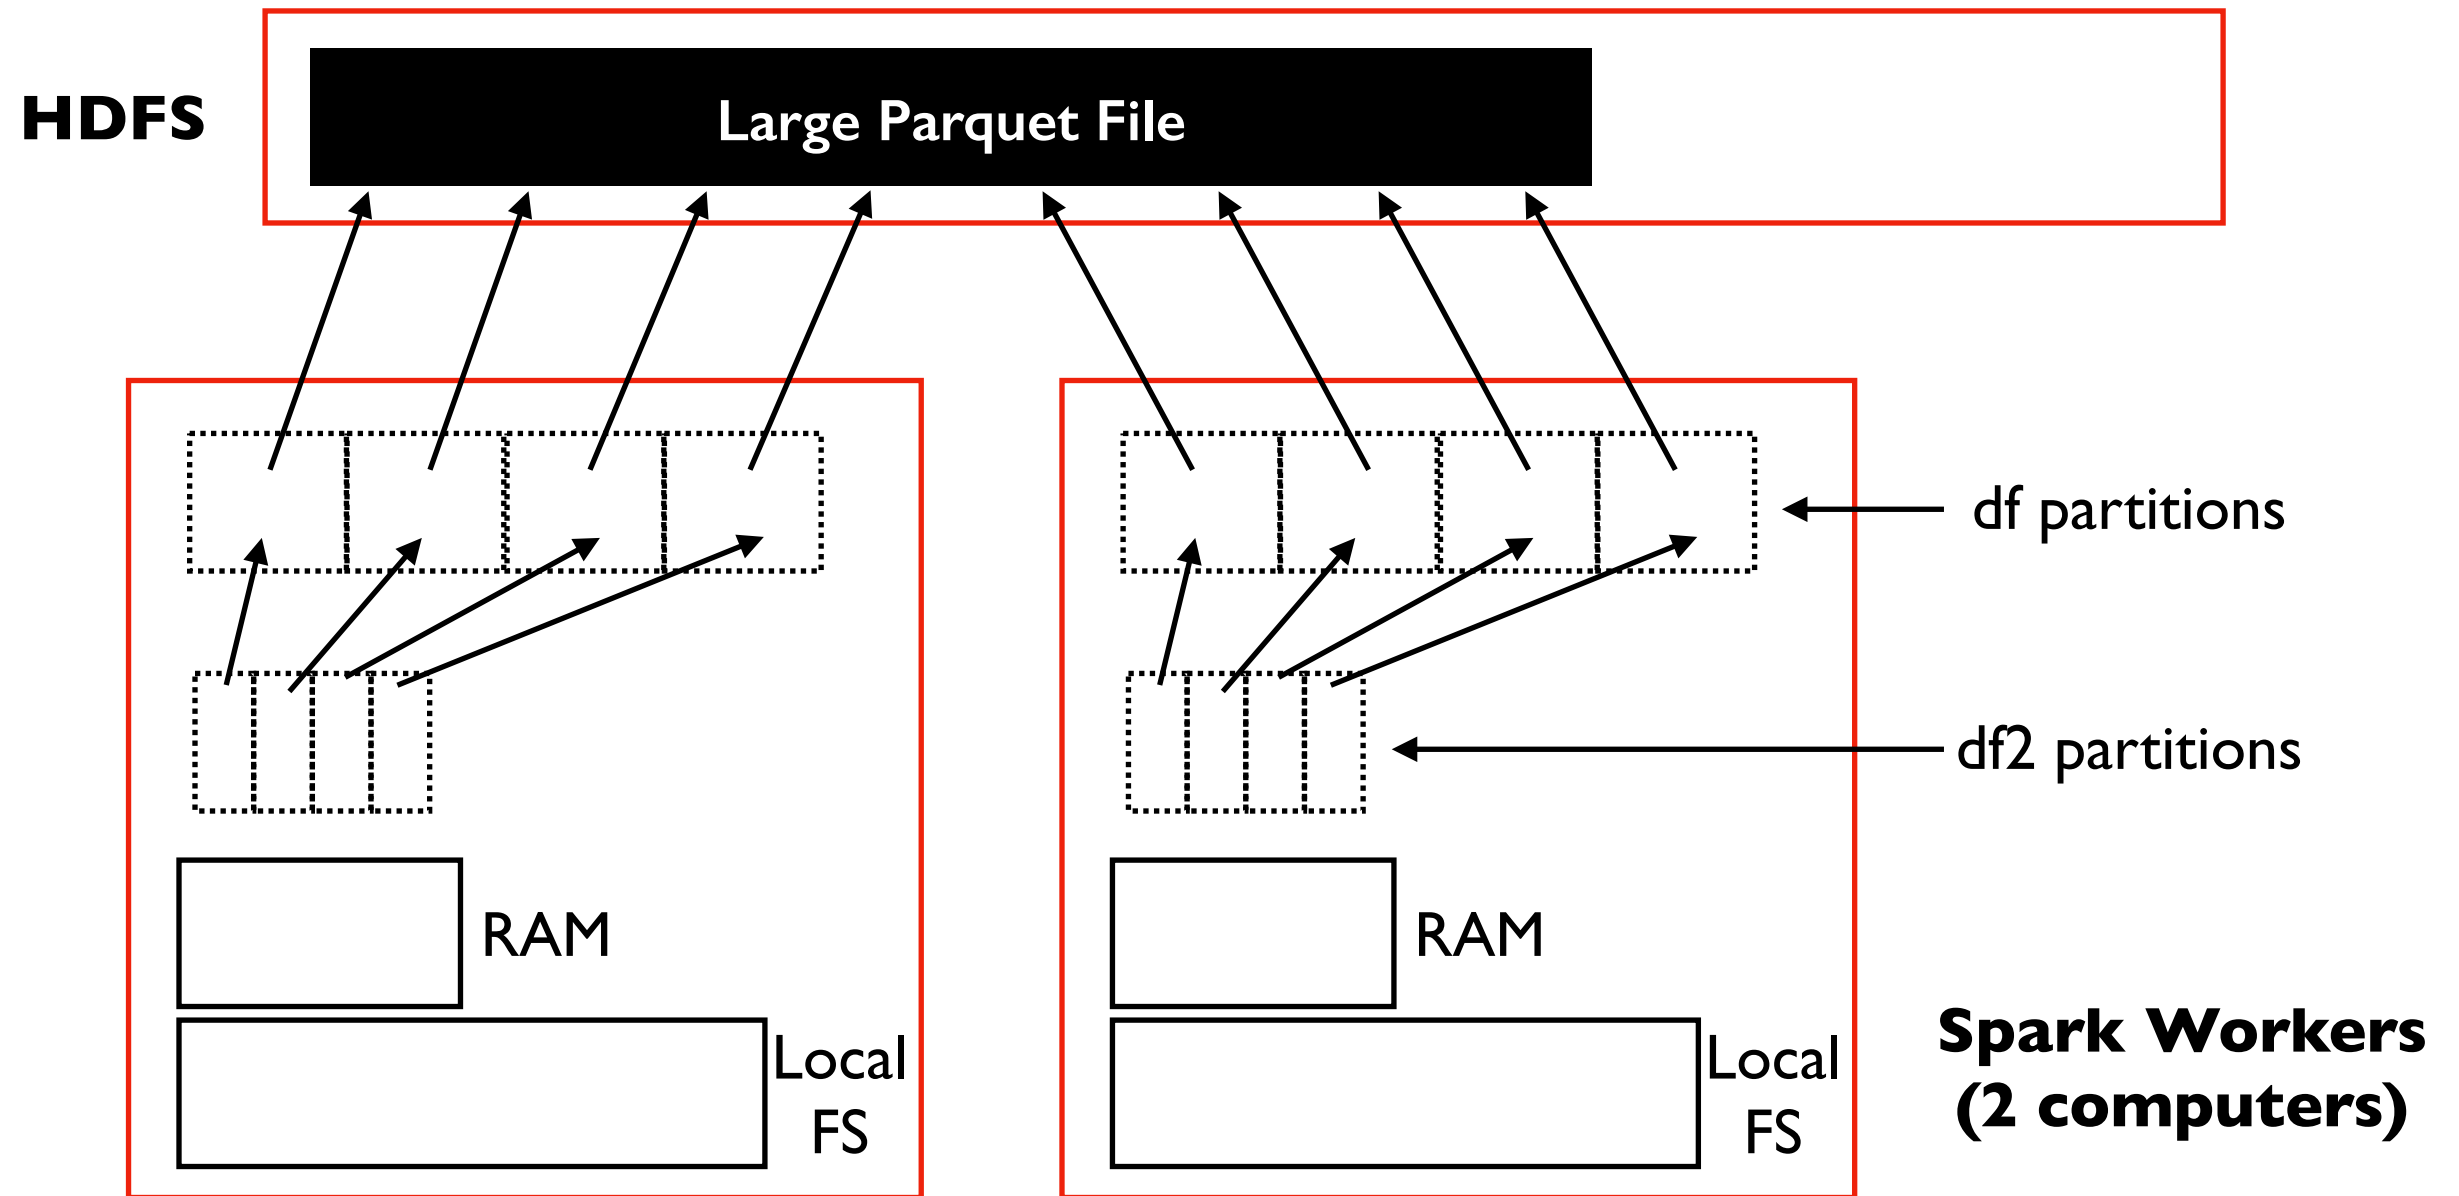 HDFS
Large Parquet File
df partitions
df2 partitions
RAM
RAM
Local
FS
Local
FS
Spark Workers
(2 computers)